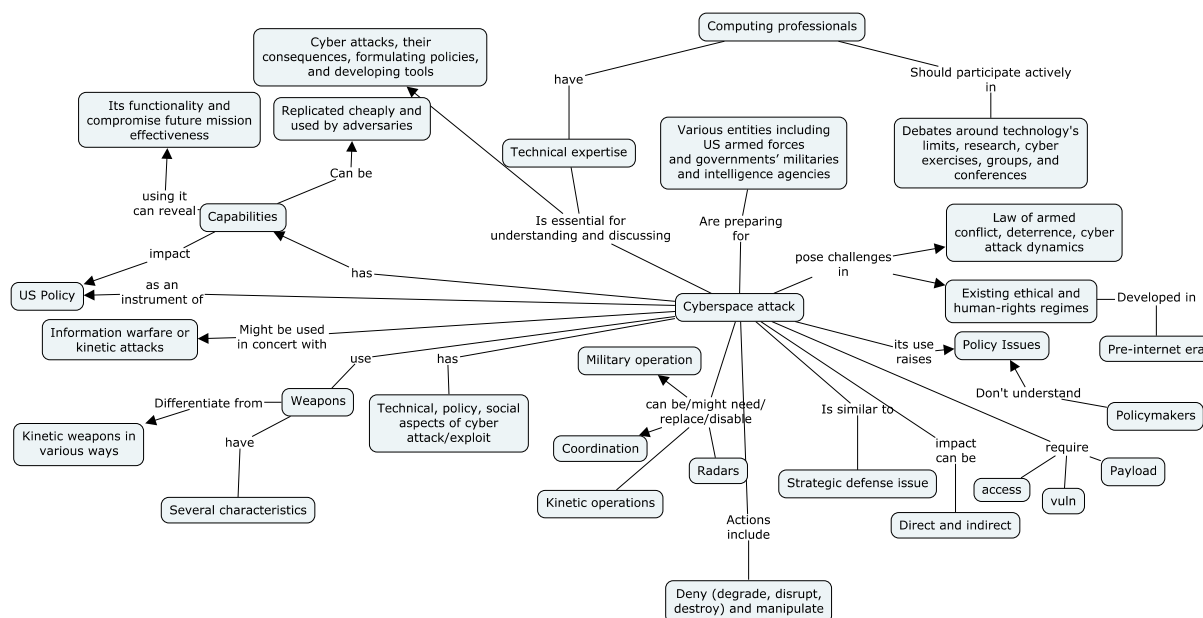 Computing professionals
Cyber attacks, their
consequences, formulating policies,
and developing tools
have
Should participate actively
in
Its functionality and
compromise future mission
effectiveness
Replicated cheaply and
used by adversaries
Technical expertise
Various entities including
US armed forces
and governments’ militaries
and intelligence agencies
Debates around technology's
limits, research, cyber
exercises, groups, and
conferences
using it
can reveal
Can be
Capabilities
Is essential for
understanding and discussing
Are preparing
for
Law of armed
conflict, deterrence, cyber
attack dynamics
impact
has
pose challenges
in
US Policy
as an
instrument of
Cyberspace attack
Existing ethical and
human-rights regimes
Developed in
Information warfare or
kinetic attacks
Might be used
in concert with
use
has
Military operation
its use
raises
Policy Issues
Pre-internet era
Differentiate from
Weapons
Technical, policy, social
aspects of cyber
attack/exploit
can be/might need/
replace/disable
Is similar to
Don't understand
Policymakers
Kinetic weapons in
various ways
have
Coordination
Radars
impact
can be
require
Payload
Several characteristics
Kinetic operations
Strategic defense issue
access
vuln
Actions
include
Direct and indirect
Deny (degrade, disrupt,
destroy) and manipulate